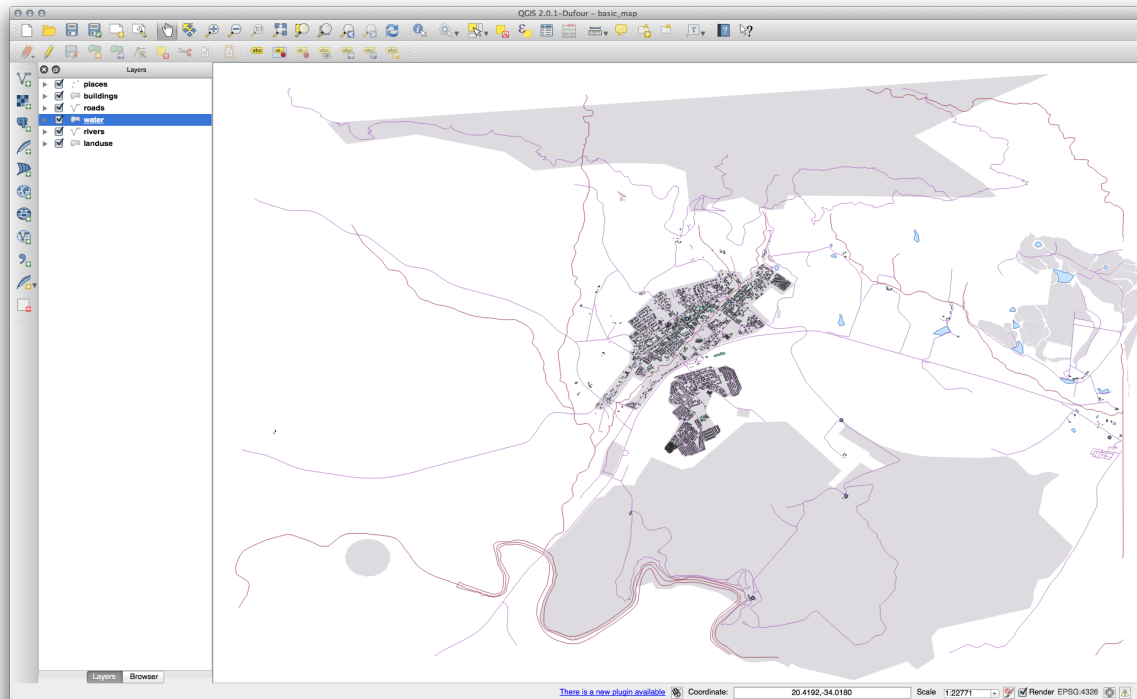 QGIS 2.0.1-Dufour - basic_map
Layers
places
buildings
roads
water
rivers
landuse
Layers
Browser
There is a new plugin available
Coordinate:
20.4192,-34.0180
Scale
1:22771
Render
EPSG:4326